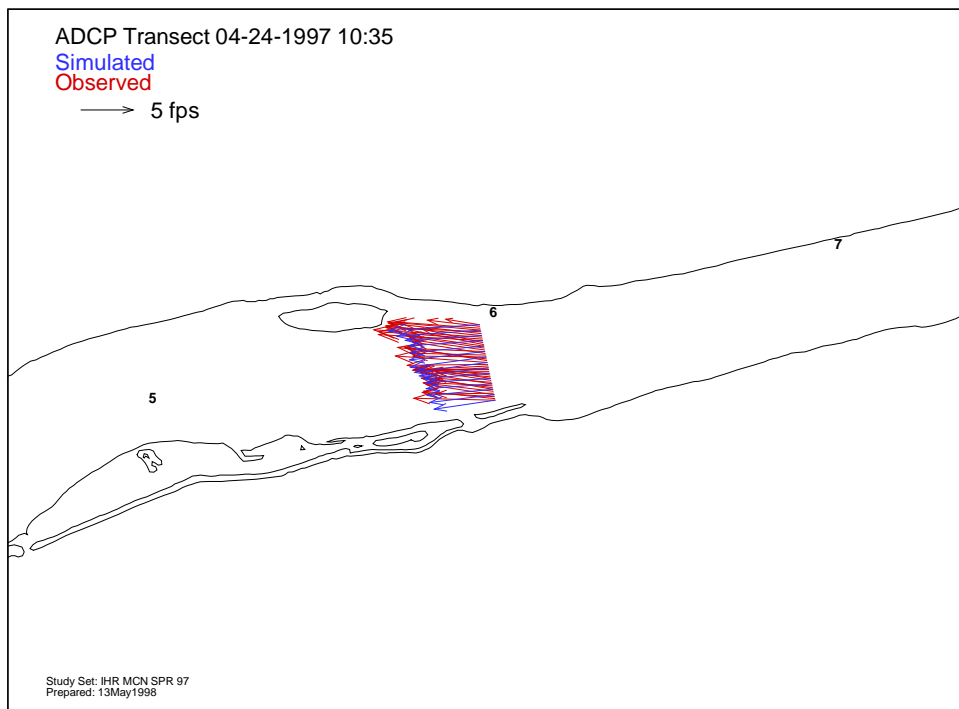 ADCP Transect 04-24-1997 10:35
Simulated
Observed
5 fps
7
6
5
Study Set: IHR MCN SPR 97
Prepared: 13May1998